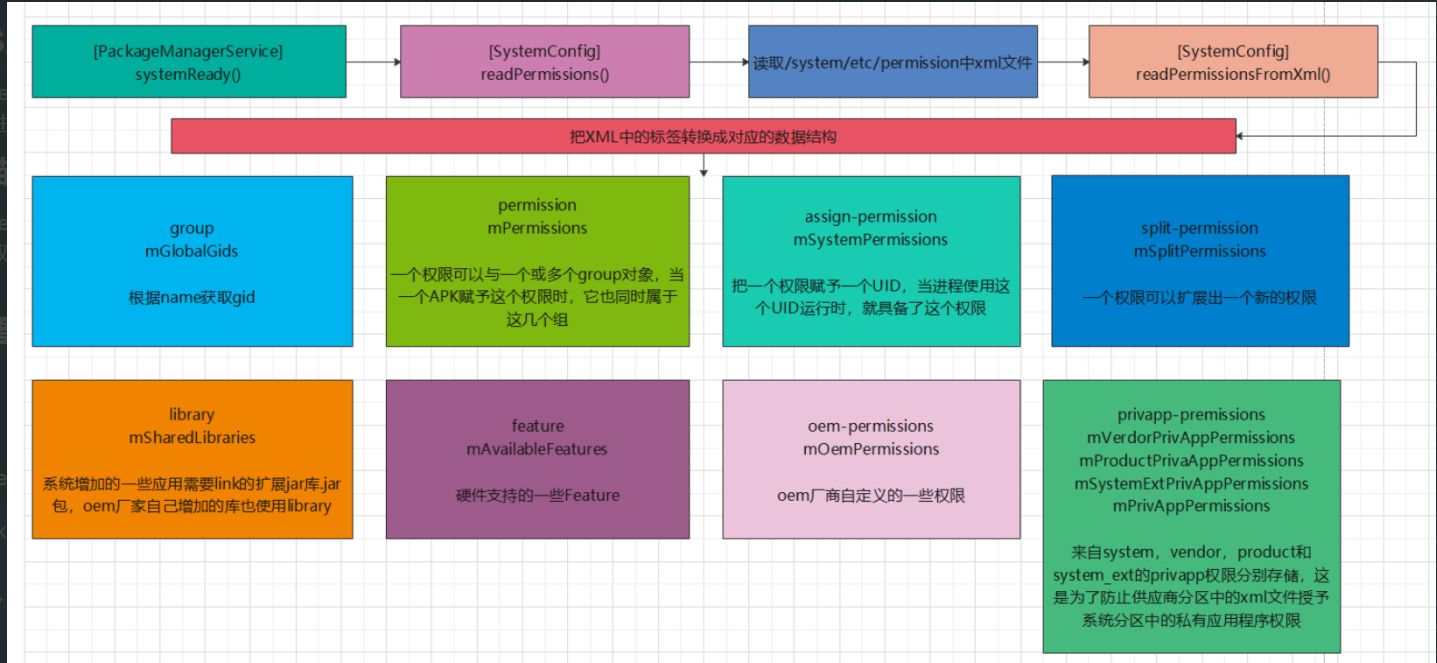 [PackageManagerService]
systemReady()
[SystemConfig]
readPermissions()
读取/system/etc/permission中xml文件
[SystemConfig]
readPermissionsFromXml()
把XML中的标签转换成对应的数据结构
group
mGlobalGids
根据name获取gid
permission
mPermissions
一个权限可以与一个或多个group对象，当
一个APK赋予这个权限时，它也同时属于
这几个组
assign-permission
mSystemPermissions
把一个权限赋予一个UID，当进程使用这
个UID运行时，就具备了这个权限
split-permission
mSplitPermissions
一个权限可以扩展出一个新的权限
library
mSharedLibraries
系统增加的一些应用需要link的扩展jar库.jar
包，oem厂家自己增加的库也使用library
feature
mAvailableFeatures
硬件支持的一些Feature
oem-permissions
mOemPermissions
oem厂商自定义的一些权限
privapp-premissions
mVerdorPrivAppPermissions
mProductPrivaAppPermissions
mSystemExtPrivAppPermissions
mPrivAppPermissions
来自system，vendor，product和
system_ext的privapp权限分别存储，这
是为了防止供应商分区中的xml文件授予
系统分区中的私有应用程序权限